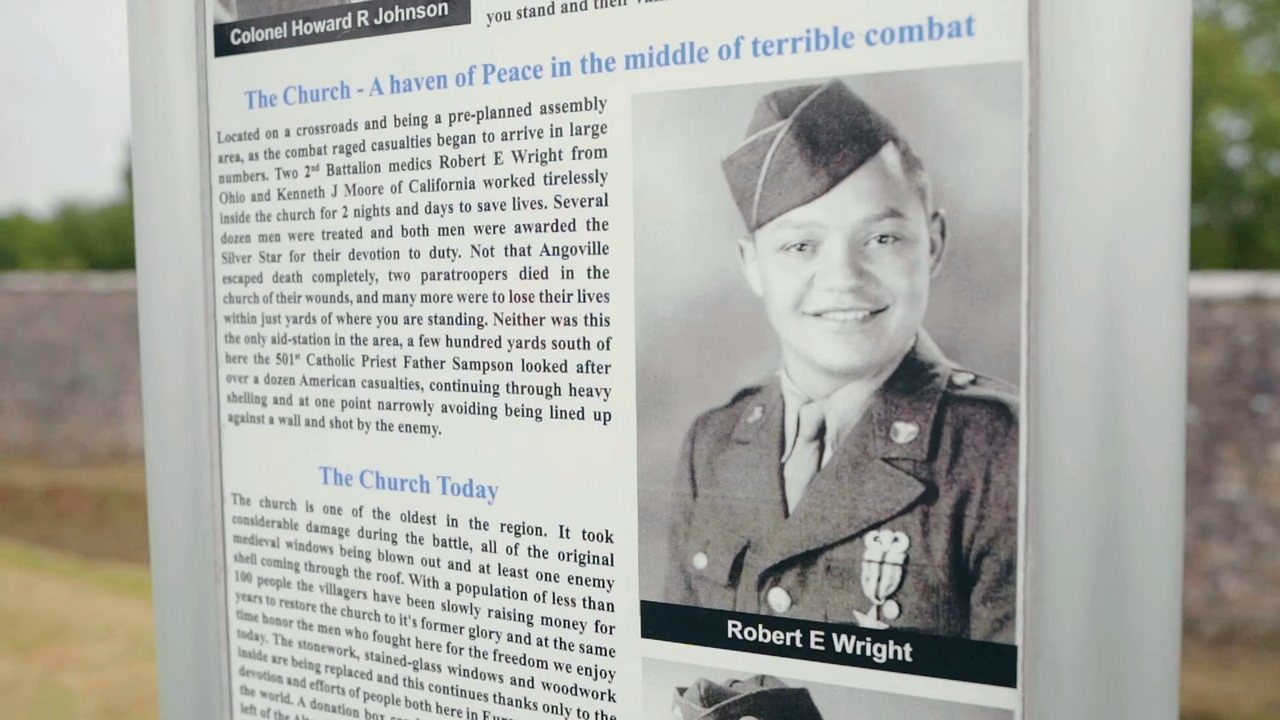 Colonel Howard R Johnson
you stand and then
The Church - A haven of Peace in the middle of terrible combat
Located on a crossroads and being a pre-planned assembly
area, as the combat raged casualties began to arrive in large
numbers. Two 2nd Battalion medics Robert E Wright from
Ohio and Kenneth J Moore of California worked tirelessly
inside the church for 2 nights and days to save lives. Several
dozen men were treated and both men were awarded the
Silver Star for their devotion to duty. Not that Angoville
escaped death completely, two paratroopers died in the
church of their wounds, and many more were to lose their lives
within just yards of where you are standing. Neither was this
the only aid-station in the area, a few hundred yards south of
here the 501st Catholic Priest Father Sampson looked after
over a dozen American casualties, continuing through heavy
shelling and at one point narrowly avoiding being lined up
against a wall and shot by the enemy.
The Church Today
The church is one of the oldest in the region. It took
considerable damage during the battle, all of the original
medieval windows being blown out and at least one enemy
shell coming through the roof. With a population of less than
100 people the villagers have been slowly raising money for
years to restore the church to it's former glory and at the same
time honor the men who fought here for the freedom we enjoy
today. The stonework, stained-glass windows and woodwork
inside are being replaced and this continues thanks only to the
devotion and efforts of people both here in
the world. A donation box
left of the
Robert E Wright